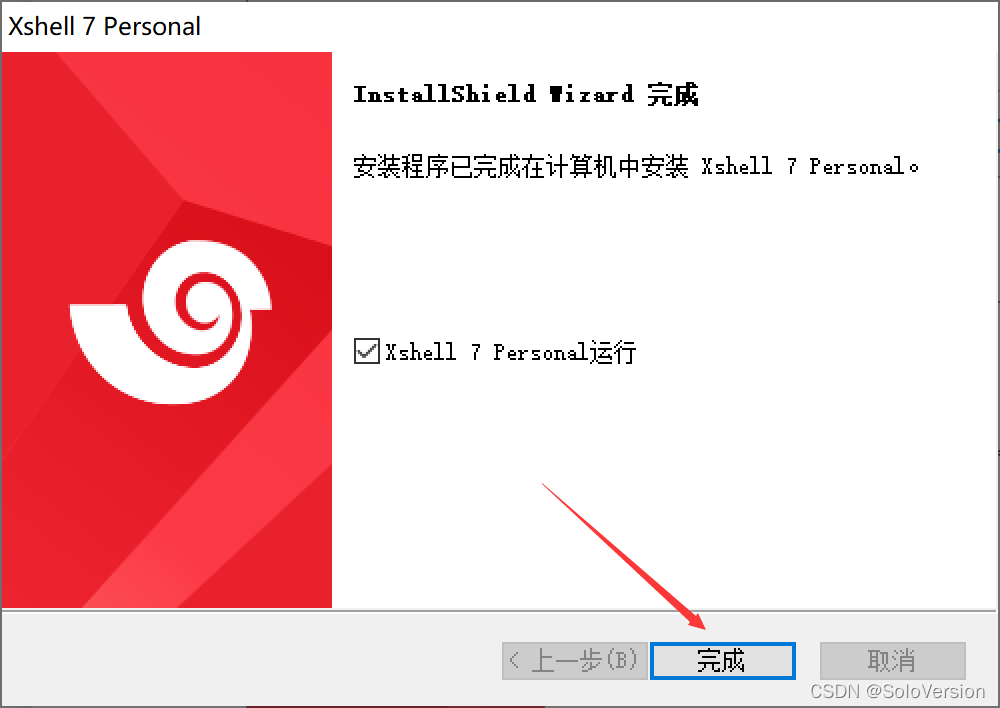 Xshell 7 Personal
InstallShield Wizard 完成
安装程序已完成在计算机中安装 Xshell 7 Personal。
Xshell 7 Personal运行
< 上一步(B)
完成
取消
CSDN @SoloVersion